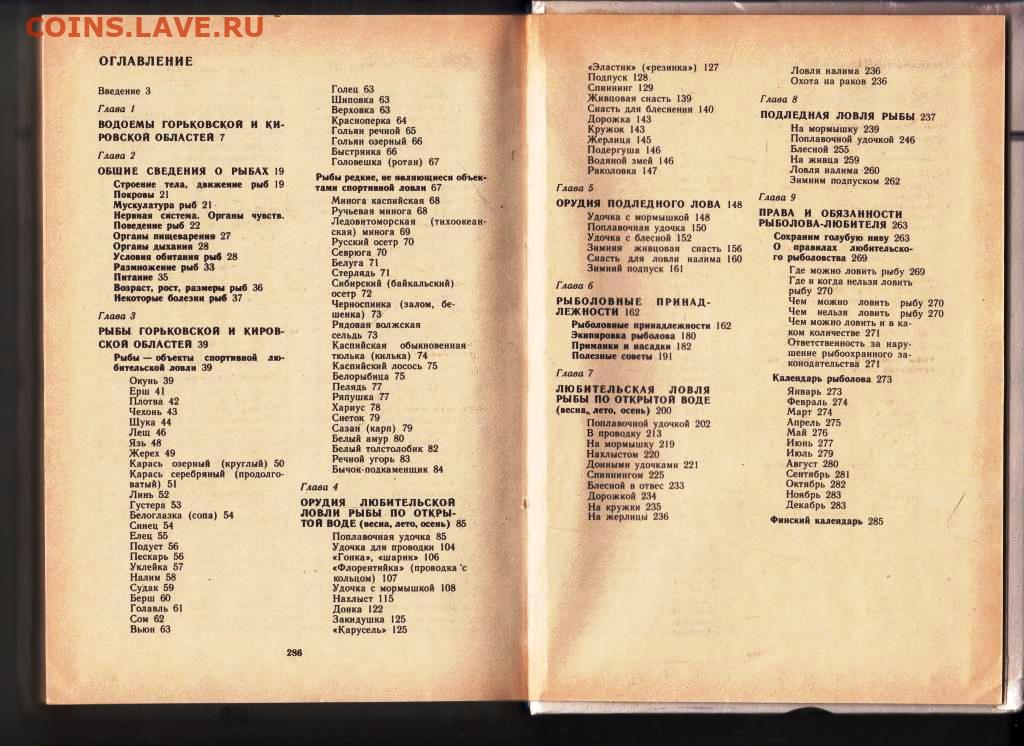 COINS.LAVE.RU
ОГЛАВЛЕНИЕ
Введение 3
Глава 1
ВОДОЕМЫ ГОРЬКОВСКОЙ И КИ-
РОВСКОЙ ОБЛАСТЕЙ 7
Глава 2
ОБЩИЕ СВЕДЕНИЯ О РЫБАХ 19
Строение тела, движение рыб 19
Покровы 21
Мускулатура рыб 21
Нервная система. Органы чувств.
Поведение рыб 22
Органы пищеварения 27
Органы дыхания 28
Условия обитания рыб 28
Размножение рыб 33
Питание 35
Возраст, рост, размеры рыб 36
Некоторые болезни рыб 37
Глава 3
РЫБЫ ГОРЬКОВСКОЙ И КИРОВ-
СКОЙ ОБЛАСТЕЙ 39
Рыбы — объекты спортивной лю-
бительской ловли 39
Окунь 39
Ерш 41
Плотва 42
Чехонь 43
Щука 44
Лещ 46
Язь 48
Жерех 49
Карась озерный (круглый) 50
Карась серебряный (продолго-
ватый) 51
Линь 52
Густера 53
Белоглазка (сопа) 54
Синец 54
Елец 55
Подуст 56
Пескарь 56
Уклейка 57
Налим 58
Судак 59
Берш 60
Голавль 61
Сом 62
Вьюн 63
Голец 63
Шиповка 63
Верховка 63
Красноперка 64
Гольян речной 65
Гольян озерный 66
Быстрянка 66
Головешка (ротан) 67
Рыбы редкие, не являющиеся объек-
тами спортивной ловли 67
Минога каспийская 68
Ручьевая минога 68
Ледовитоморская (тихоокеан-
ская) минога 69
Русский осетр 70
Севрюга 70
Белуга 71
Стерлядь 71
Сибирский (байкальский)
осетр 72
Черноспинка (залом, бе-
шенка) 73
Рядовая волжская
сельдь 73
Каспийская обыкновенная
тюлька (килька) 74
Каспийский лосось 75
Белорыбица 75
Пелядь 77
Ряпушка 77
Хариус 78
Снеток 79
Сазан (карп) 79
Белый амур 80
Белый толстолобик 82
Речной угорь 83
Бычок-подкаменщик 84
Глава 4
ОРУДИЯ ЛЮБИТЕЛЬСКОЙ
ЛОВЛИ РЫБЫ ПО ОТКРЫ-
ТОЙ ВОДЕ (весна, лето, осень) 85
Поплавочная удочка 85
Удочка для проводки 104
«Гонка», «шарик» 106
«Флорентийка» (проводка с
кольцом) 107
Удочка с мормышкой 108
Нахлыст 115
Донка 122
Закидушка 125
«Карусель» 125
286
«Эластик» («резинка») 127
Подпуск 128
Спиннинг 129
Живцовая снасть 139
Снасть для блеснения 140
Дорожка 143
Кружок 143
Жерлица 145
Подергуша 146
Водяной змей 146
Раколовка 147
Глава 5
ОРУДИЯ ПОДЛЕДНОГО ЛОВА 148
Удочка с мормышкой 148
Поплавочная удочка 150
Удочка с блесной 152
Зимняя живцовая снасть 156
Снасть для ловли налима 160
Зимний подпуск 161
Глава 6
РЫБОЛОВНЫЕ ПРИНАД-
ЛЕЖНОСТИ 162
Рыболовные принадлежности 162
Экипировка рыболова 180
Приманки и насадки 182
Полезные советы 191
Глава 7
ЛЮБИТЕЛЬСКАЯ ЛОВЛЯ
РЫБЫ ПО ОТКРЫТОЙ ВОДЕ
(весна, лето, осень) 200
Поплавочной удочкой 202
В проводку 213
На мормышку 219
Нахлыстом 220
Донными удочками 221
Спиннингом 225
Блесной в отвес 233
Дорожкой 234
На кружки 235
На жерлицы 236
Ловля налима 236
Охота на раков 236
Глава 8
ПОДЛЕДНАЯ ЛОВЛЯ РЫБЫ 237
На мормышку 239
Поплавочной удочкой 246
Блесной 255
На живца 259
Ловля налима 260
Зимним подпуском 262
Глава 9
ПРАВА И ОБЯЗАННОСТИ
РЫБОЛОВА-ЛЮБИТЕЛЯ 263
Сохраним голубую ниву 263
О правилах любительско-
го рыболовства 269
Где можно ловить рыбу 269
Где и когда нельзя ловить
рыбу 270
Чем можно ловить рыбу 270
Чем нельзя ловить рыбу 270
Чем можно ловить и в ка-
ком количестве 271
Ответственность за нару-
шение рыбоохранного за-
конодательства 271
Календарь рыболова 273
Январь 273
Февраль 274
Март 274
Апрель 275
Май 276
Июнь 277
Июль 279
Август 280
Сентябрь 281
Октябрь 282
Ноябрь 283
Декабрь 283
Финский календарь 285